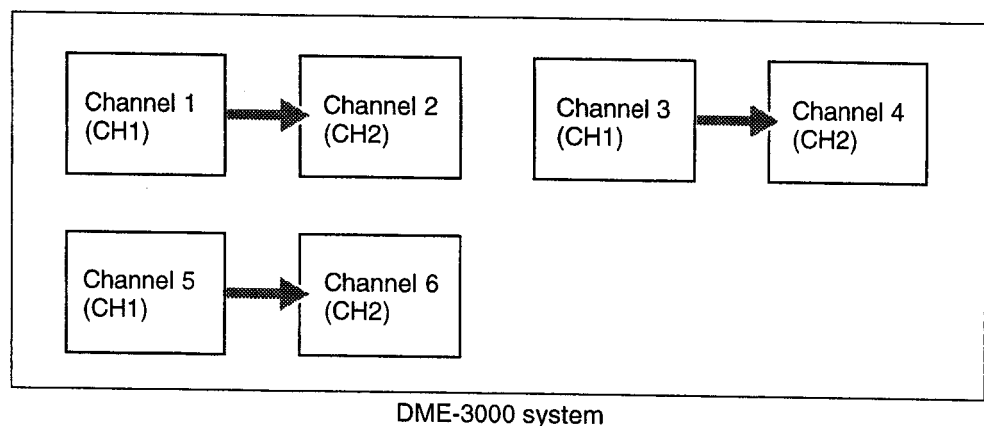 Channel 1
(CH1)
Channel 2
(CH2)
Channel 3
(CH1)
Channel 4
(CH2)
Channel 5
(CH1)
Channel 6
(CH2)
DME-3000 system